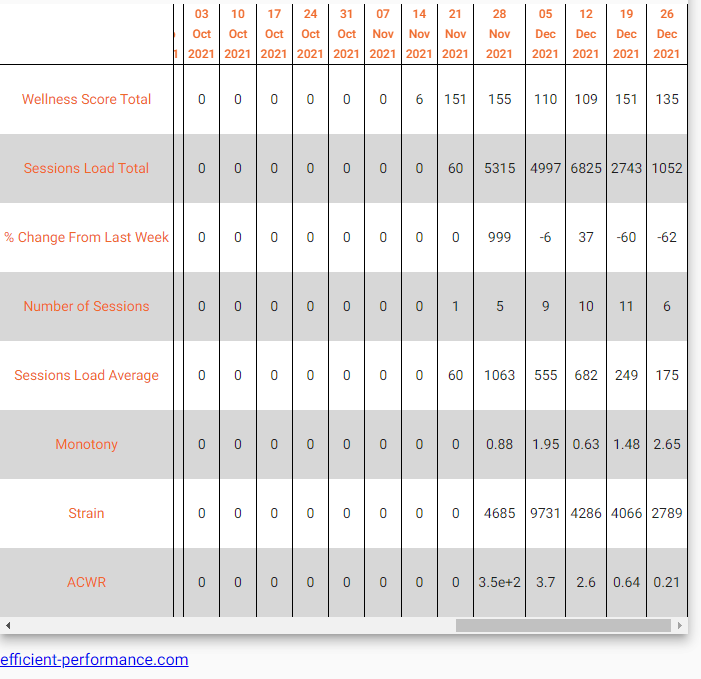 03 10 17 24 31 07 14 21 28 05 12 19 26
Oct Oct Oct Oct Oct Nov Nov Nov Nov Dec Dec Dec Dec
1 2021 2021 2021 2021 2021 2021 2021 2021 2021 2021 2021 2021 2021
Wellness Score Total 0 0 0 0 0 0 6 151 155 110 109 151 135
Sessions Load Total 0 0 0 0 0 0 0 60 5315 4997 6825 2743 1052
% Change From Last Week 0 0 0 0 0 0 0 0 999 -6 37 -60 -62
Number of Sessions 0 0 0 0 0 0 0 1 5 9 10 11 6
Sessions Load Average 0 0 0 0 0 0 0 60 1063 555 682 249 175
Monotony 0 0 0 0 0 0 0 0 0.88 1.95 0.63 1.48 2.65
Strain 0 0 0 0 0 0 0 0 4685 9731 4286 4066 2789
ACWR 0 0 0 0 0 0 0 0 3.5e+2 3.7 2.6 0.64 0.21
efficient-performance.com